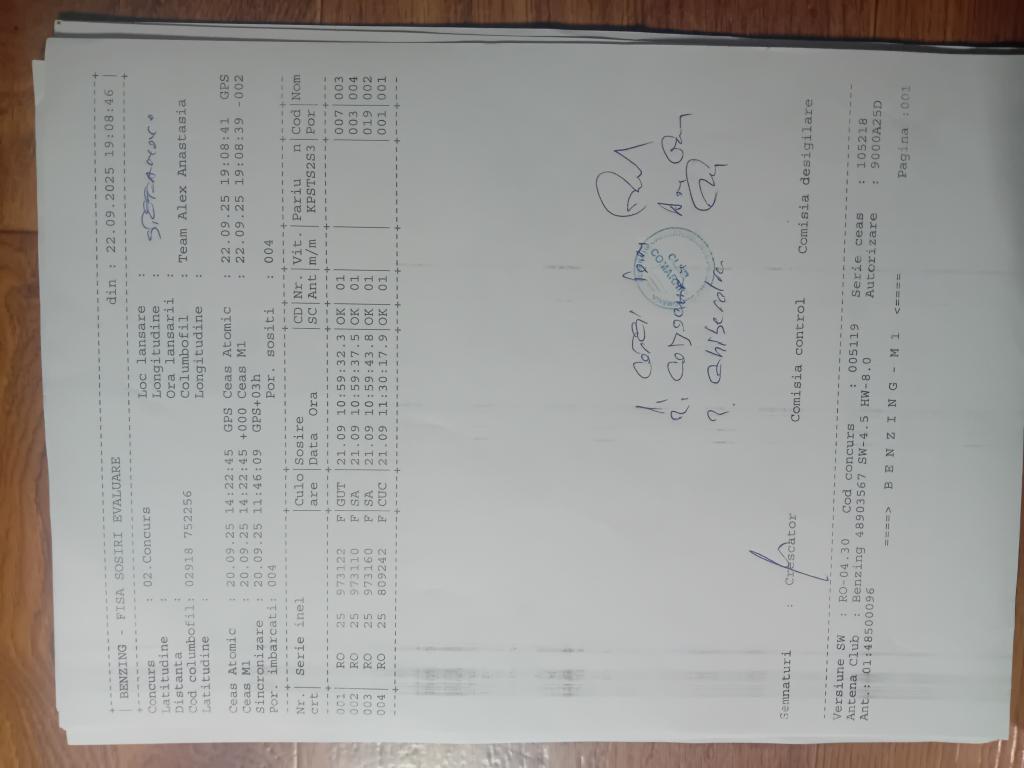 BENZING - FISA SOSIRI EVALUARE din : 22.09.2025 19:08:46
Concurs : 02.Concurs Loc lansare :
Latitudine : Longitudine :
Distanta : Ora lansarii :
Cod columbofil: 02918 752256 Columbofil : Team Alex Anastasia
Latitudine : Longitudine :
Ceas Atomic : 20.09.25 14:22:45 GPS Ceas Atomic : 22.09.25 19:08:41 GPS
Ceas M1 : 20.09.25 14:22:45 +000 Ceas M1 : 22.09.25 19:08:39 -002
Sincronizare : 20.09.25 11:46:09 GPS+03h
Por. imbarcati: 004 Por. sositi : 004
Nr. | Serie inel |Culo|Sosire |CD|Nr |Vit.|Pariu n|Cod|Nom
crt| |are |Data Ora |SC|Ant|m/m | KPSTS2S3|Por|
001| RO 25 973122 F|GUT |21.09 10:59:32.3|OK| 01| | |007|003
002| RO 25 973110 F|SA |21.09 10:59:37.5|OK| 01| | |003|004
003| RO 25 973160 F|SA |21.09 10:59:43.8|OK| 01| | |019|002
004| RO 25 809242 F|CUC |21.09 11:30:17.9|OK| 01| | |001|001
1.
2.
Semnaturi : Crescator Comisia control Comisia desigilare
Versiune SW : RO-04.30 Cod concurs : 005119 Serie ceas : 105218
Antena Club : Benzing 48903567 SW-4.5 HW-8.0 Autorizare : 9000A25D
Ant.: 01:48500096
====> B E N Z I N G - M 1 <====
Pagina :001